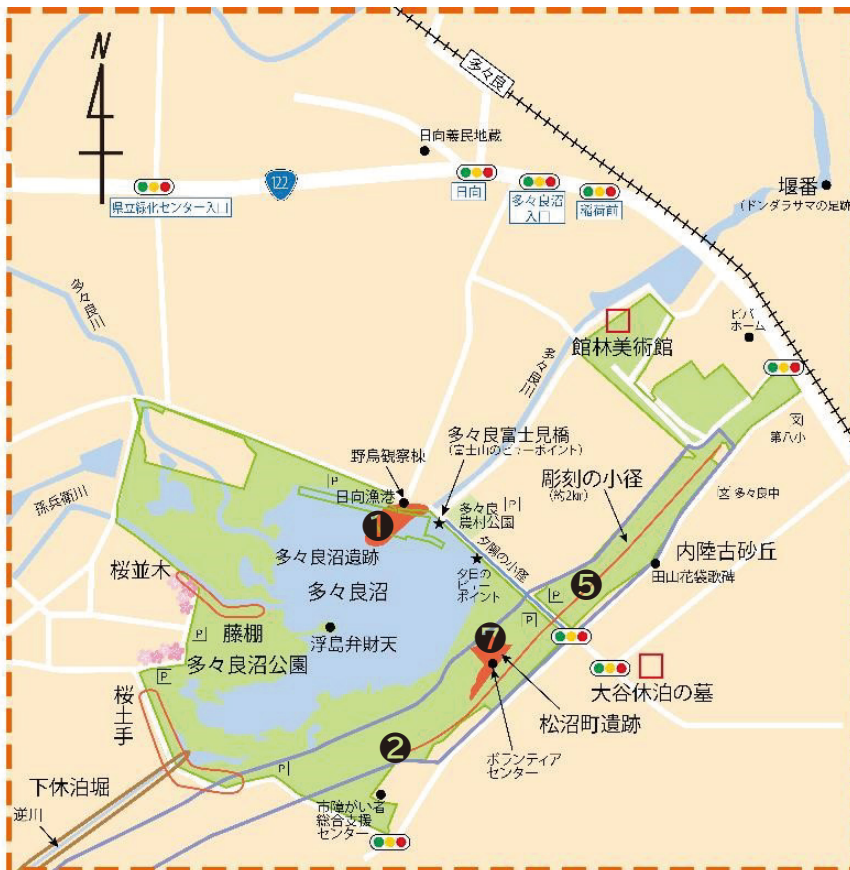 N
多々良
日向義民地蔵
122
日向
県立緑化センター入口
多々良沼
入口
稲荷前
堰番
(ドンダラサマの足跡)
多々良川
ビバ
ホーム
館林美術館
多々良川
第八小
文
多々良富士見橋
(富士山のビューポイント)
野鳥観察棟
日向漁港
P
彫刻の小径
(約2km)
文 多々良中
孫兵衛川
多々良
農村公園
P
1
夕陽の小径
内陸古砂丘
多々良沼遺跡
夕日の
ビュー
ポイント
田山花袋歌碑
桜並木
多々良沼
5
P
藤棚
浮島弁財天
P
P
7
多々良沼公園
大谷休泊の墓
P
桜土手
松沼町遺跡
2
ボランティア
センター
P
下休泊堀
逆川
市障がい者
総合支援
センター